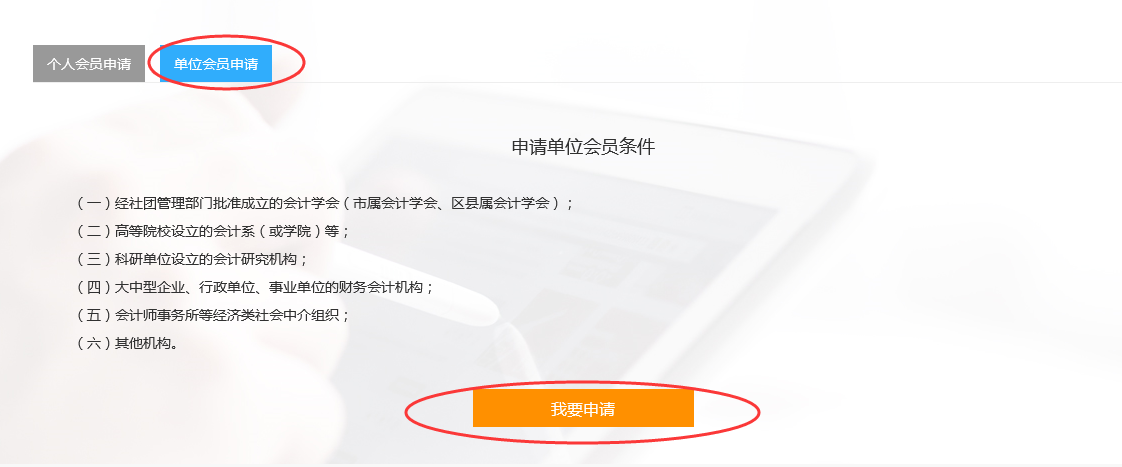 个人会员申请 单位会员申请
申请单位会员条件
（一）经社团管理部门批准成立的会计学会（市属会计学会、区县属会计学会）；
（二）高等院校设立的会计系（或学院）等；
（三）科研单位设立的会计研究机构；
（四）大中型企业、行政单位、事业单位的财务会计机构；
（五）会计师事务所等经济类社会中介组织；
（六）其他机构。
我要申请